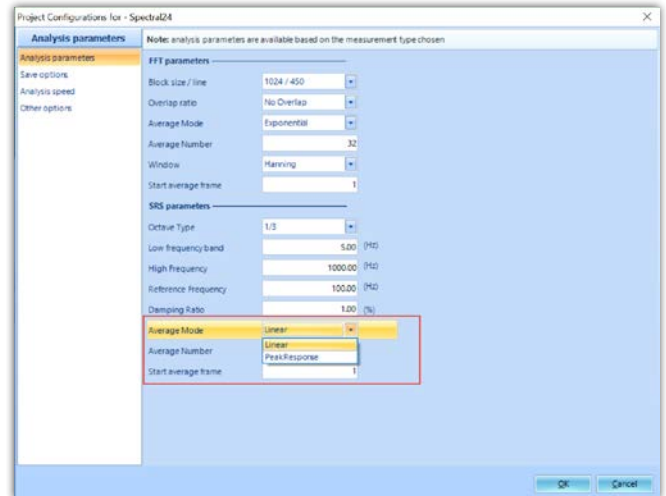 Project Configurations for - Spectral24
Analysis parameters
Note: analysis parameters are available based on the measurement type chosen
Analysis parameters
Save options
Analysis speed
Other options
FFT parameters
Block size / line 1024 / 450
Overlap ratio No Overlap
Average Mode Exponential
Average Number 32
Window Hanning
Start average frame 1
SRS parameters
Octave Type 1/3
Low frequency band 5.00 (Hz)
High Frequency 1000.00 (Hz)
Reference Frequency 100.00 (Hz)
Damping Ratio 1.00 (%)
Average Mode Linear
Linear
Average Number
PeakResponse
Start average frame 1
OK Cancel